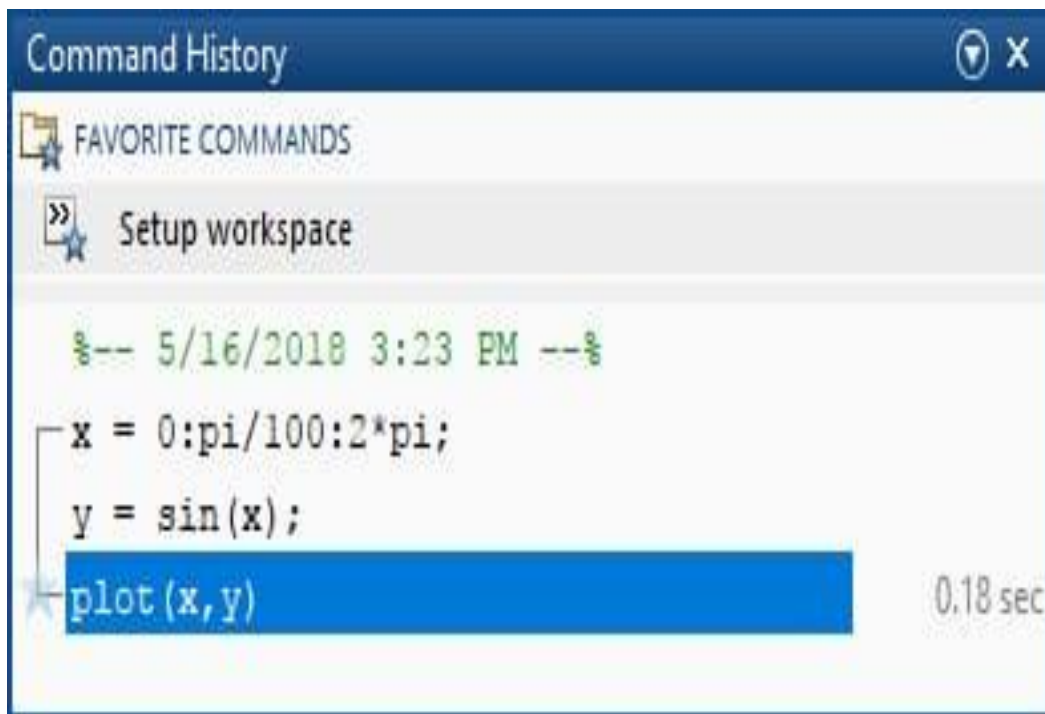 Command History
FAVORITE COMMANDS
Setup workspace
%-- 5/16/2018 3:23 PM --%
x = 0:pi/100:2*pi;
y = sin(x);
plot(x,y) 0.18 sec